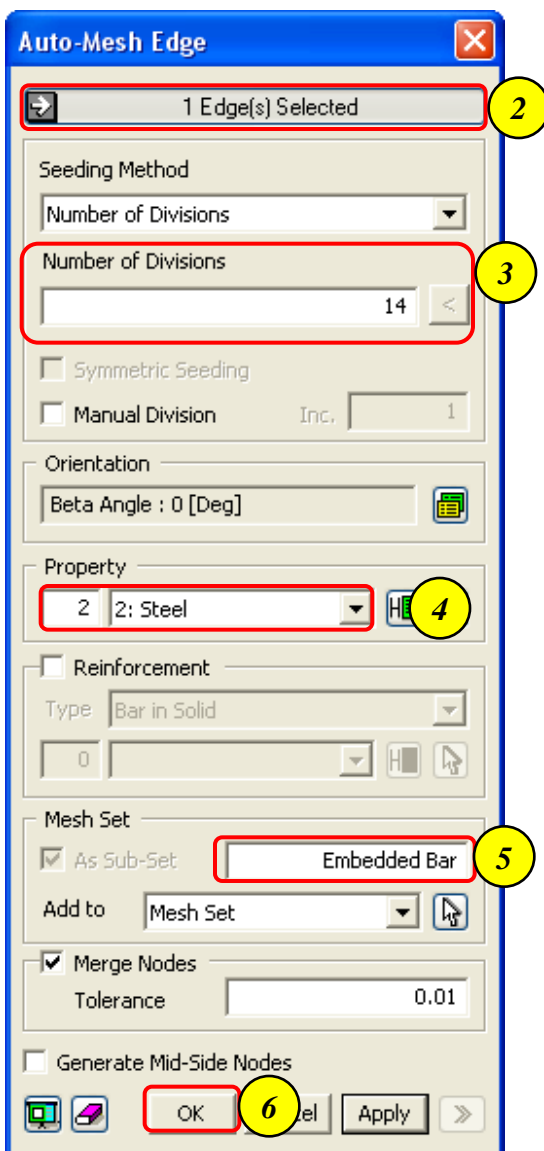 Auto-Mesh Edge
1 Edge(s) Selected
2
Seeding Method
Number of Divisions
Number of Divisions
3
14 <
Symmetric Seeding
Manual Division Inc. 1
Orientation
Beta Angle : 0 [Deg]
Property
2 2: Steel 4
Reinforcement
Type Bar in Solid
0
Mesh Set
As Sub-Set Embedded Bar 5
Add to Mesh Set
Merge Nodes
Tolerance 0.01
Generate Mid-Side Nodes
OK 6 Apply